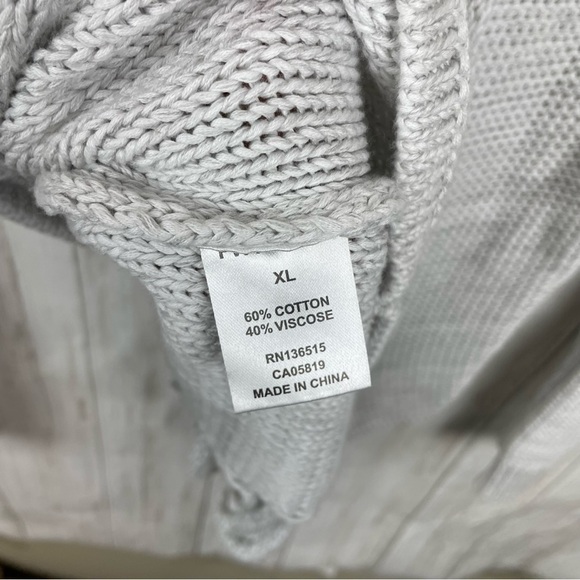 XL
60% COTTON
40% VISCOSE
RN136515
CA05819
MADE IN CHINA